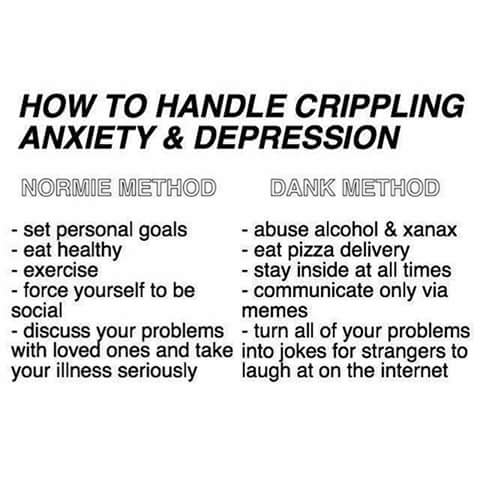 HOW TO HANDLE CRIPPLING
ANXIETY & DEPRESSION
NORMIE METHOD
- set personal goals
- eat healthy
- exercise
- force yourself to be
social
- discuss your problems
with loved ones and take
your illness seriously
DANK METHOD
- abuse alcohol & xanax
- eat pizza delivery
- stay inside at all times
- communicate only via
memes
- turn all of your problems
into jokes for strangers to
laugh at on the internet